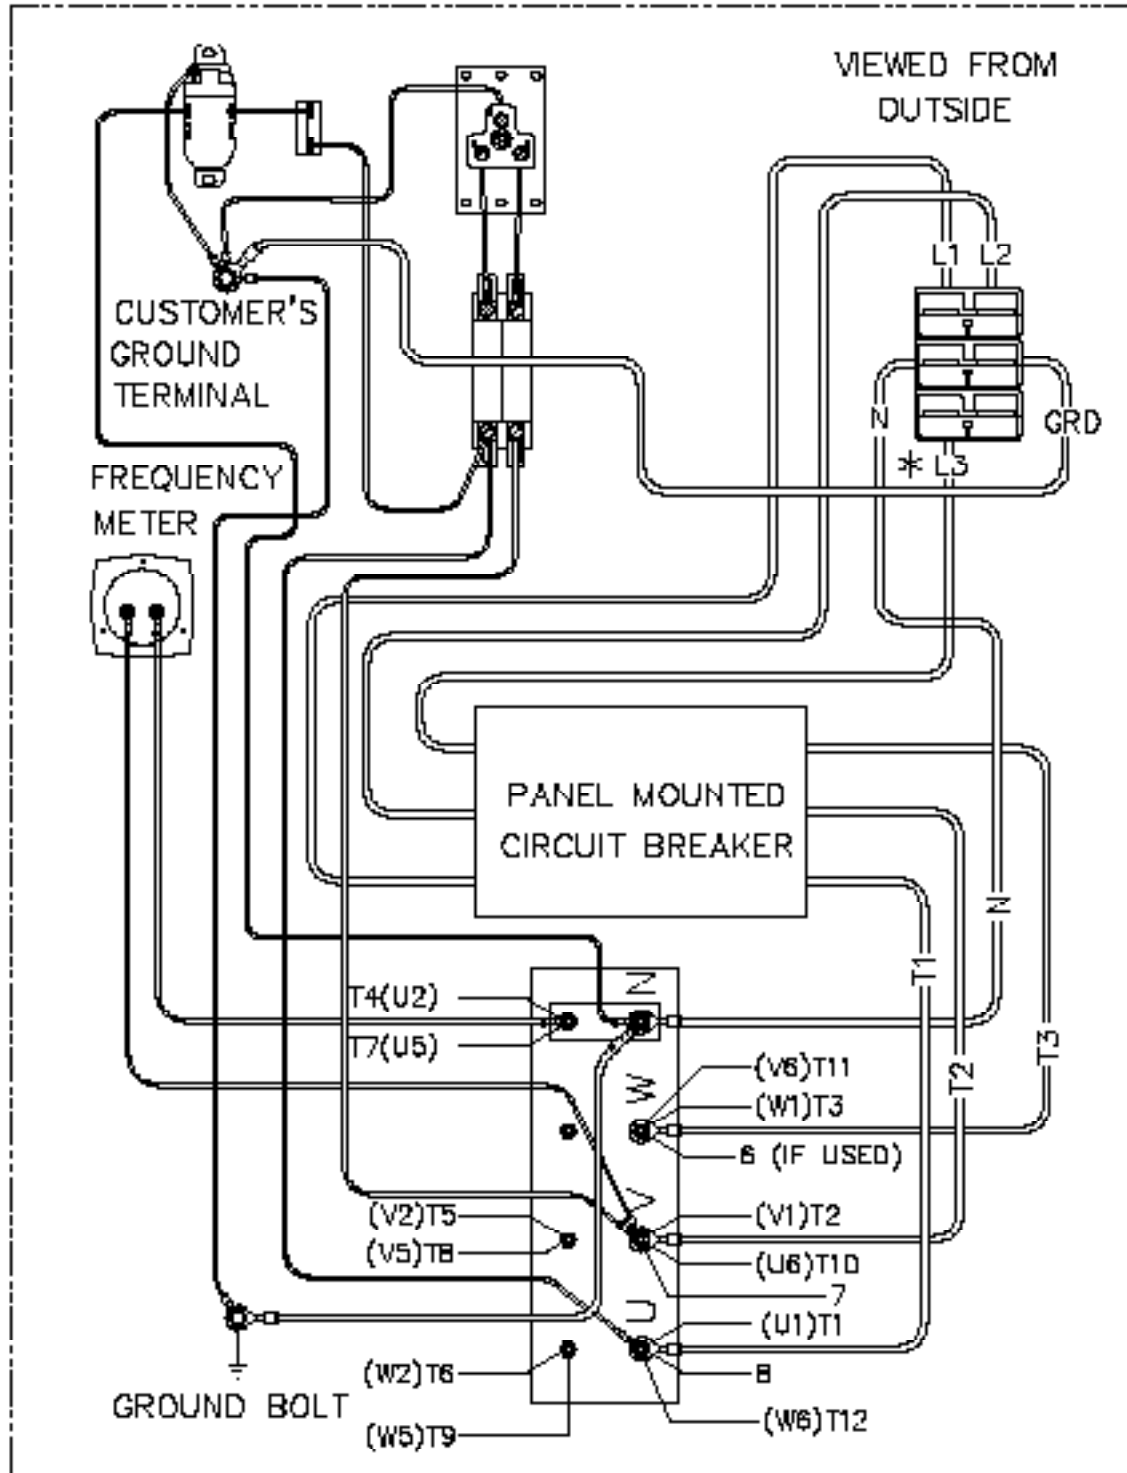 VIEWED FROM
OUTSIDE
L1 L2
CUSTOMER'S
GROUND
TERMINAL
N
GRD
* L3
FREQUENCY
METER
PANEL MOUNTED
CIRCUIT BREAKER
N
T1
T3
T2
N
T4(U2)
T7(U5)
W
(V6)T11
(W1)T3
6 (IF USED)
V
(V2)T5
(V5)T8
(V1)T2
(U6)T10
7
U
(U1)T1
8
(W2)T6
(W5)T9
(W6)T12
GROUND BOLT